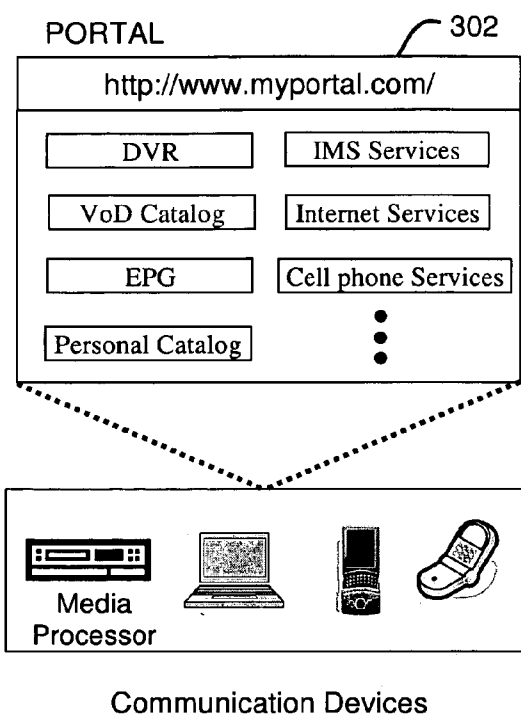 PORTAL
302
http://www.myportal.com/
DVR
IMS Services
VoD Catalog
Internet Services
EPG
Cell phone Services
Personal Catalog
Media
Processor
Communication Devices